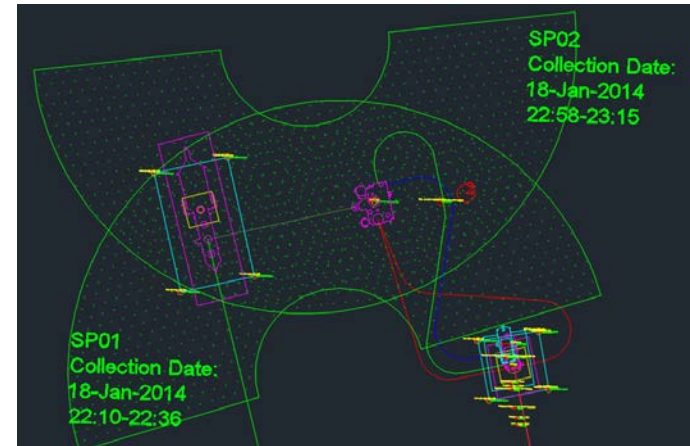 SP02
Collection Date:
18-Jan-2014
22:58-23:15
SP01
Collection Date:
18-Jan-2014
22:10-22:36